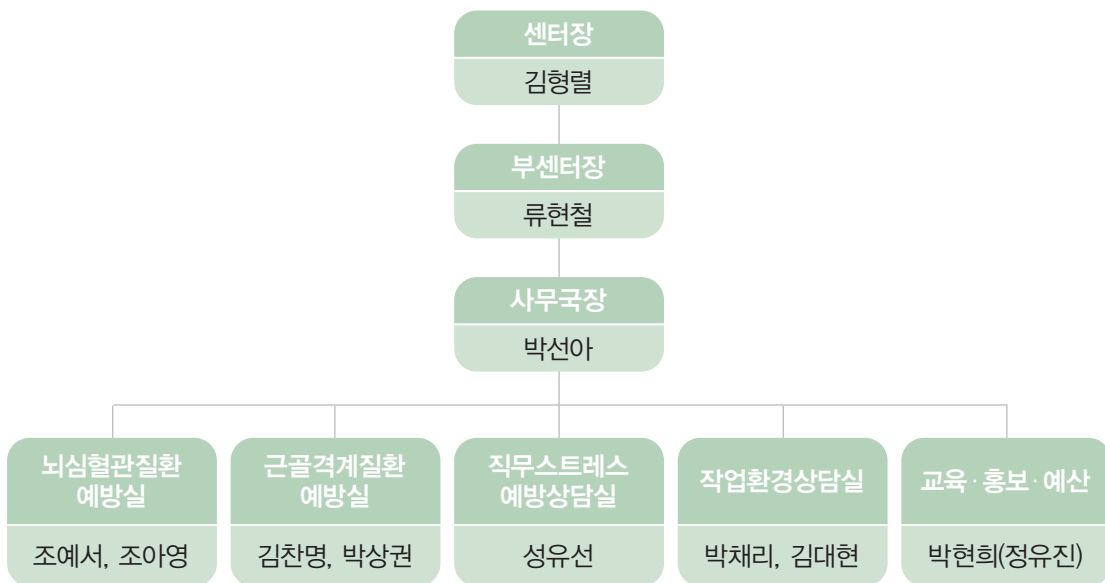 센터장
김형렬
부센터장
류현철
사무국장
박선아
뇌심혈관질환
예방실
조예서, 조아영
근골격계질환
예방실
김찬명, 박상권
직무스트레스
예방상담실
성유선
작업환경상담실
박채리, 김대현
교육·홍보·예산
박현희(정유진)